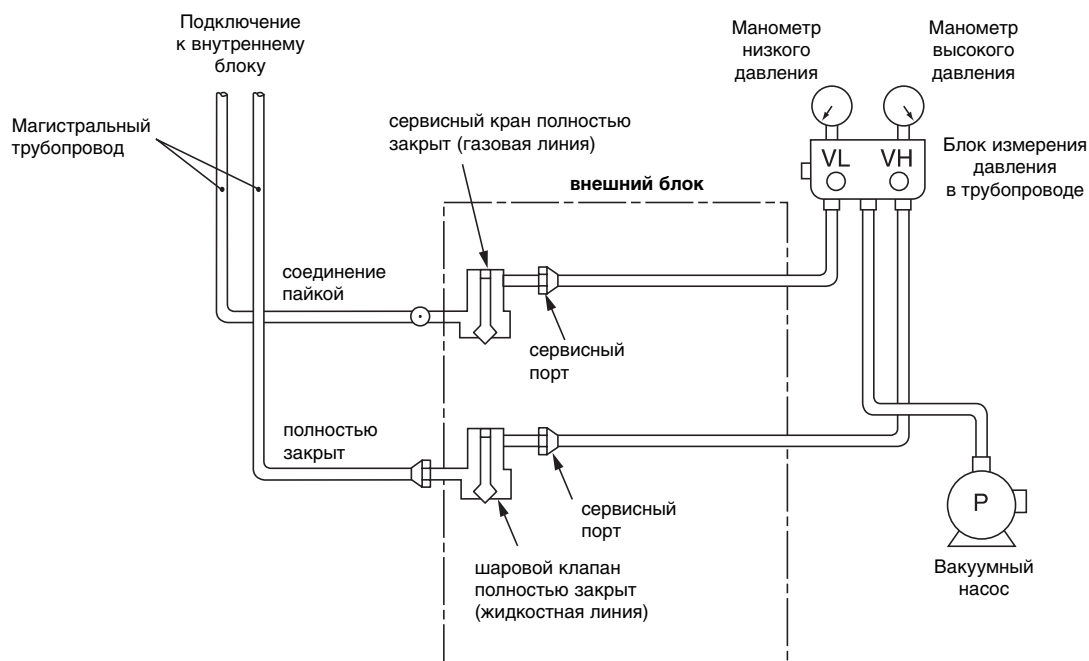 Подключение
к внутреннему
блоку
Манометр
низкого
давления
Манометр
высокого
давления
Магистральный
трубопровод
сервисный кран полностью
закрыт (газовая линия)
Блок измерения
давления
в трубопроводе
VL
VH
внешний блок
соединение
пайкой
сервисный
порт
полностью
закрыт
сервисный
порт
P
шаровой клапан
полностью закрыт
(жидкостная линия)
Вакуумный
насос